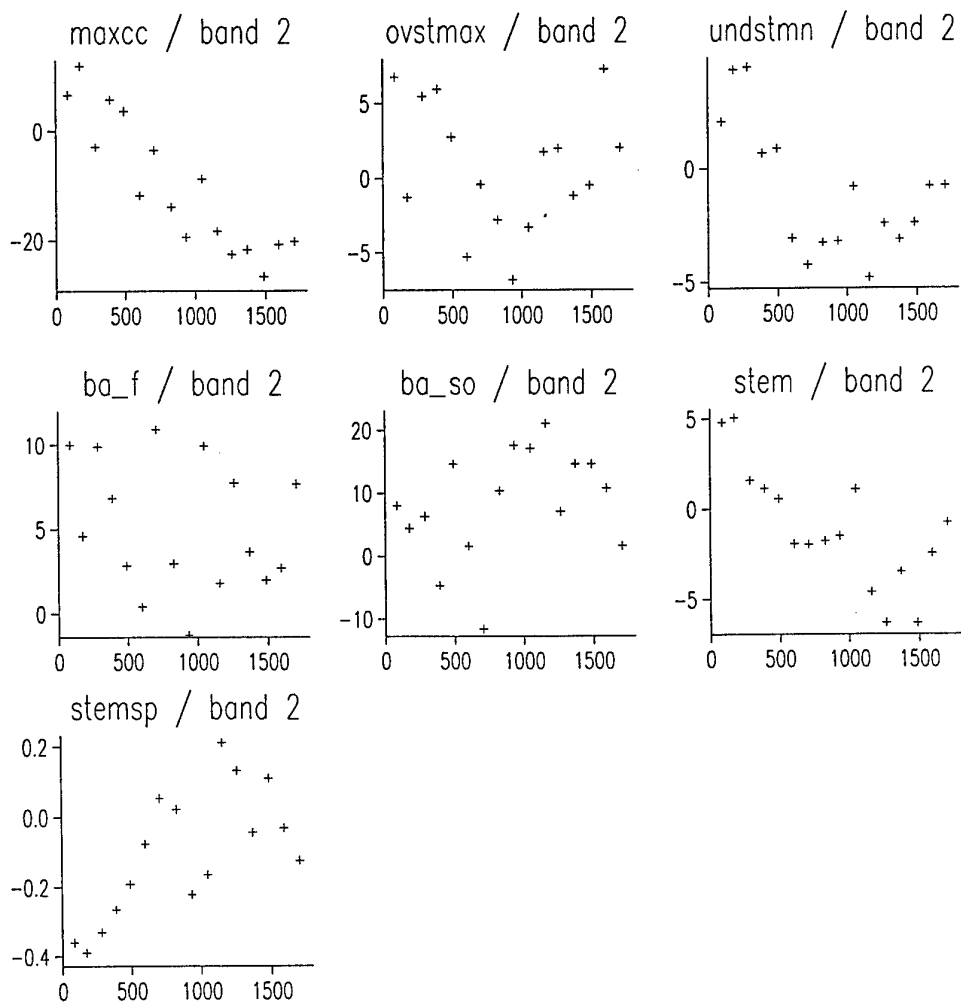 maxcc / band 2
ovstmax / band 2
undstmn / band 2
0
-20
0 500 1000 1500
5
0
-5
0 500 1000 1500
0
-5
0 500 1000 1500
ba_f / band 2
ba_so / band 2
stem / band 2
10
5
0
0 500 1000 1500
20
10
0
-10
0 500 1000 1500
5
0
-5
0 500 1000 1500
stemsp / band 2
0.2
0.0
-0.2
-0.4
0 500 1000 1500